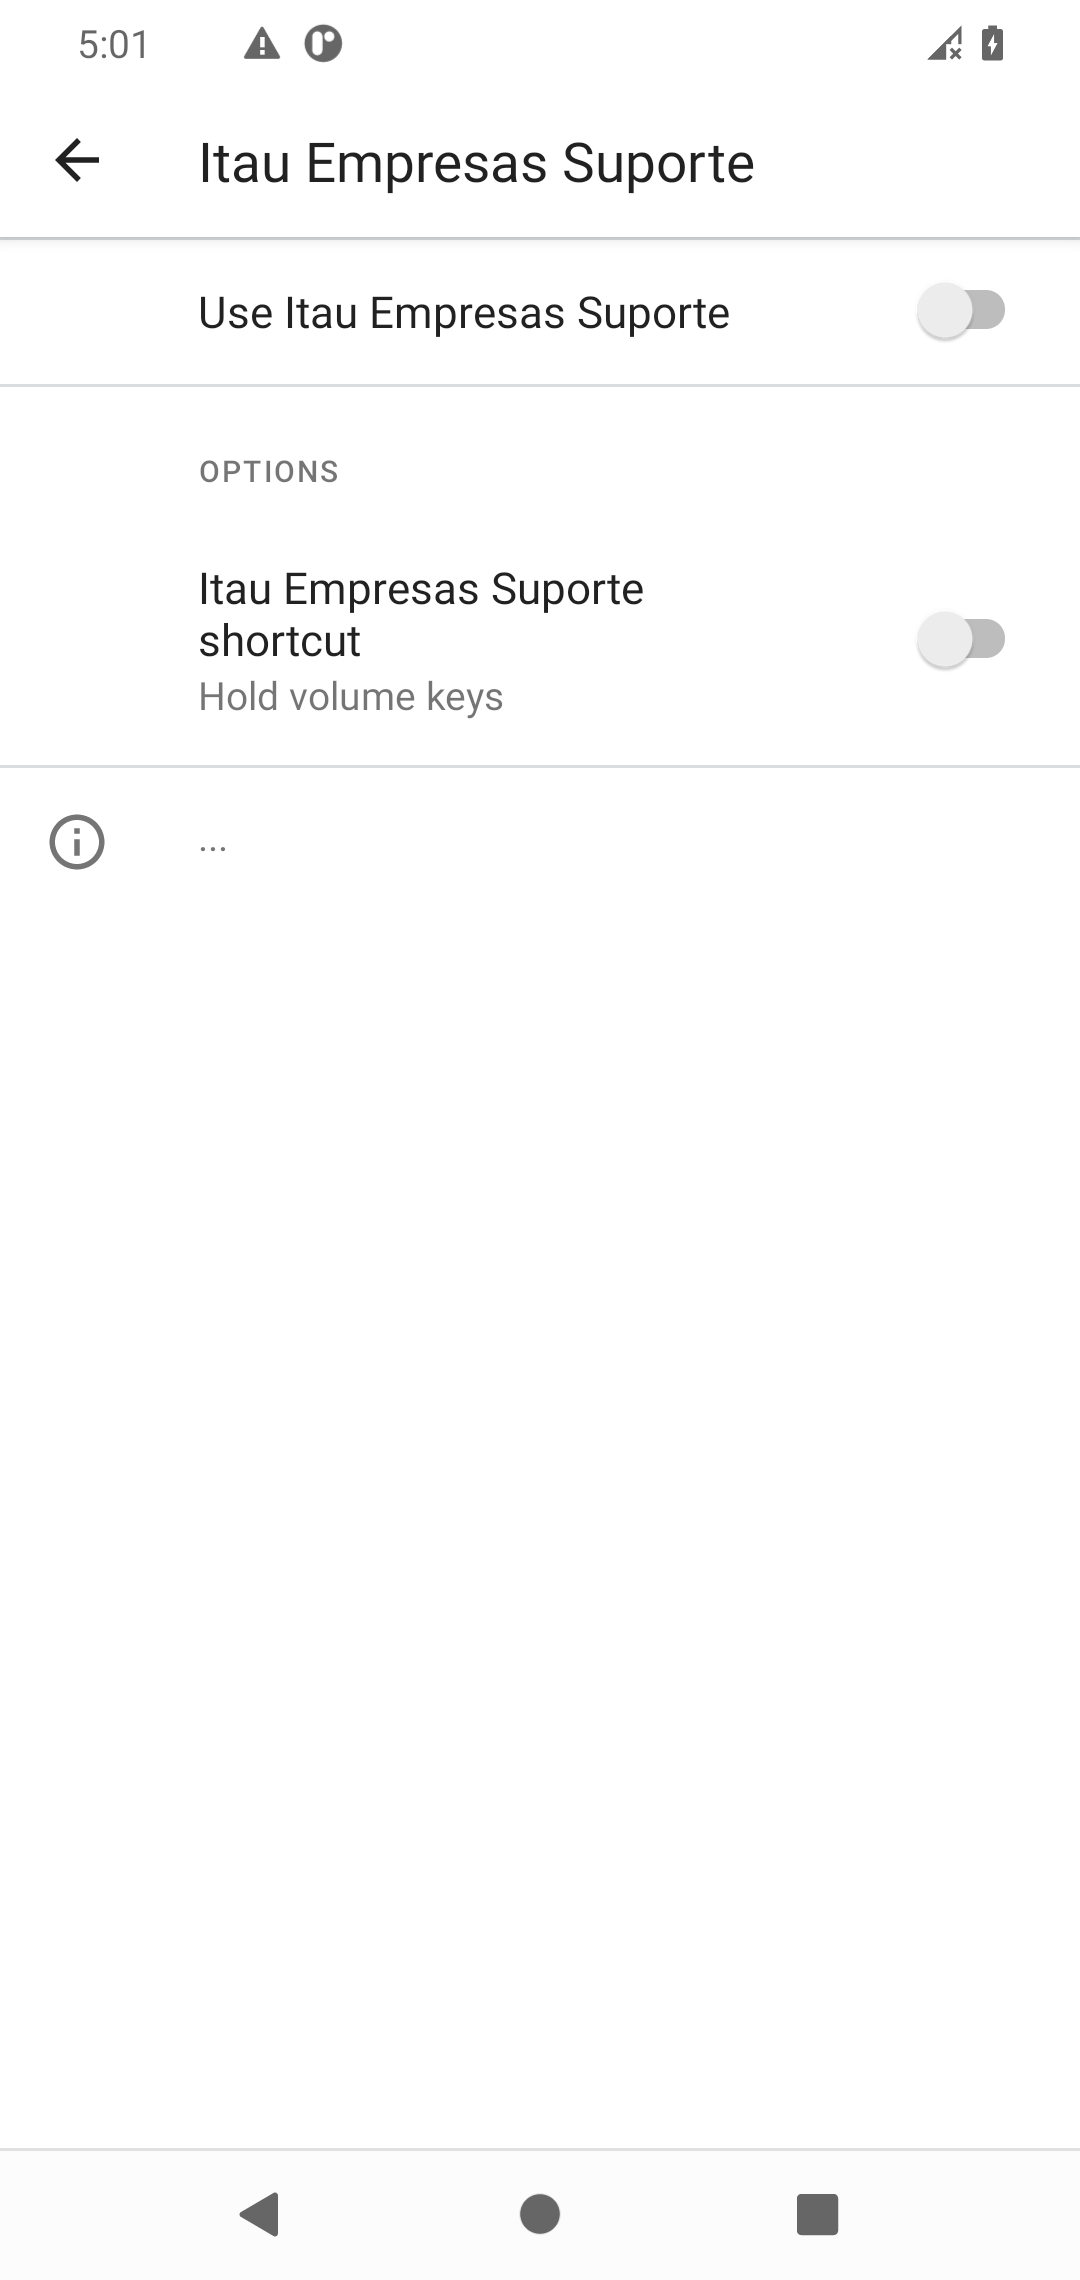 5:01
Itau Empresas Suporte
Use Itau Empresas Suporte
OPTIONS
Itau Empresas Suporte
shortcut
Hold volume keys
...